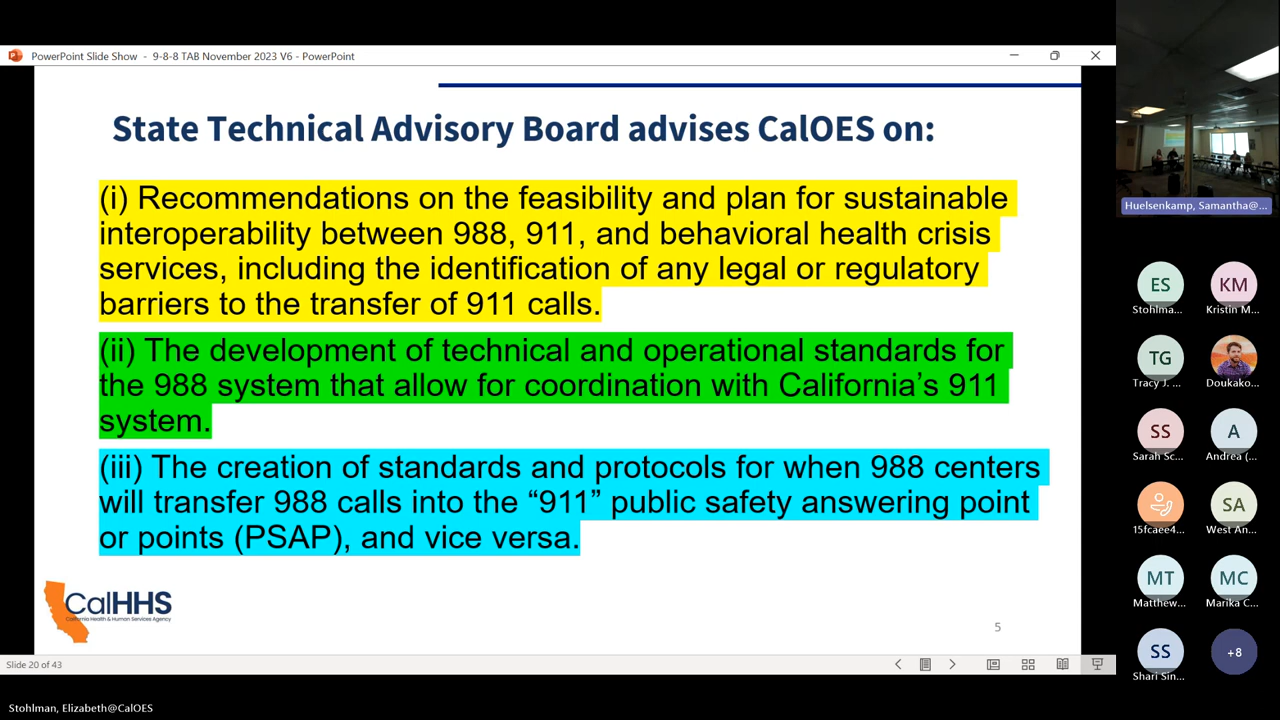 PowerPoint Slide Show - 9-8-8 TAB November 2023 V6 - PowerPoint
State Technical Advisory Board advises CalOES on:
(i) Recommendations on the feasibility and plan for sustainable
interoperability between 988, 911, and behavioral health crisis
services, including the identification of any legal or regulatory
barriers to the transfer of 911 calls.
(ii) The development of technical and operational standards for
the 988 system that allow for coordination with California’s 911
system.
(iii) The creation of standards and protocols for when 988 centers
will transfer 988 calls into the “911” public safety answering point
or points (PSAP), and vice versa.
CalHHS
California Health & Human Services Agency
5
Slide 20 of 43
Stohlman, Elizabeth@CalOES
Huelsenkamp, Samantha@...
ES
KM
Stohlma...
Kristin M...
TG
Tracy J. ...
Doukako...
SS
A
Sarah Sc...
Andrea (...
SA
15fcaee4...
West An...
MT
MC
Matthew...
Marika C...
SS
+8
Shari Sin...